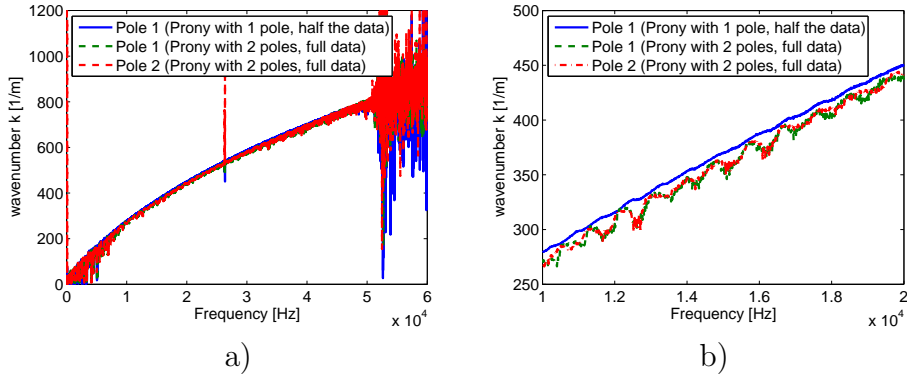 1200
1000
800
600
400
200
0
wavenumber k [1/m]
Pole 1 (Prony with 1 pole, half the data)
Pole 1 (Prony with 2 poles, full data)
Pole 2 (Prony with 2 poles, full data)
0 1 2 3 4 5 6
Frequency [Hz]
x 10^4
a)
500
450
400
350
300
250
wavenumber k [1/m]
Pole 1 (Prony with 1 pole, half the data)
Pole 1 (Prony with 2 poles, full data)
Pole 2 (Prony with 2 poles, full data)
1 1.2 1.4 1.6 1.8 2
Frequency [Hz]
x 10^4
b)